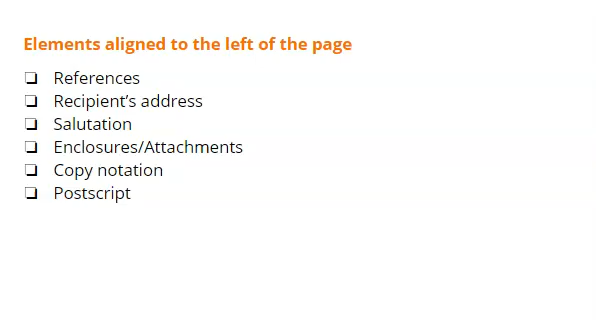 Elements aligned to the left of the page
❑ References
❑ Recipient’s address
❑ Salutation
❑ Enclosures/Attachments
❑ Copy notation
❑ Postscript